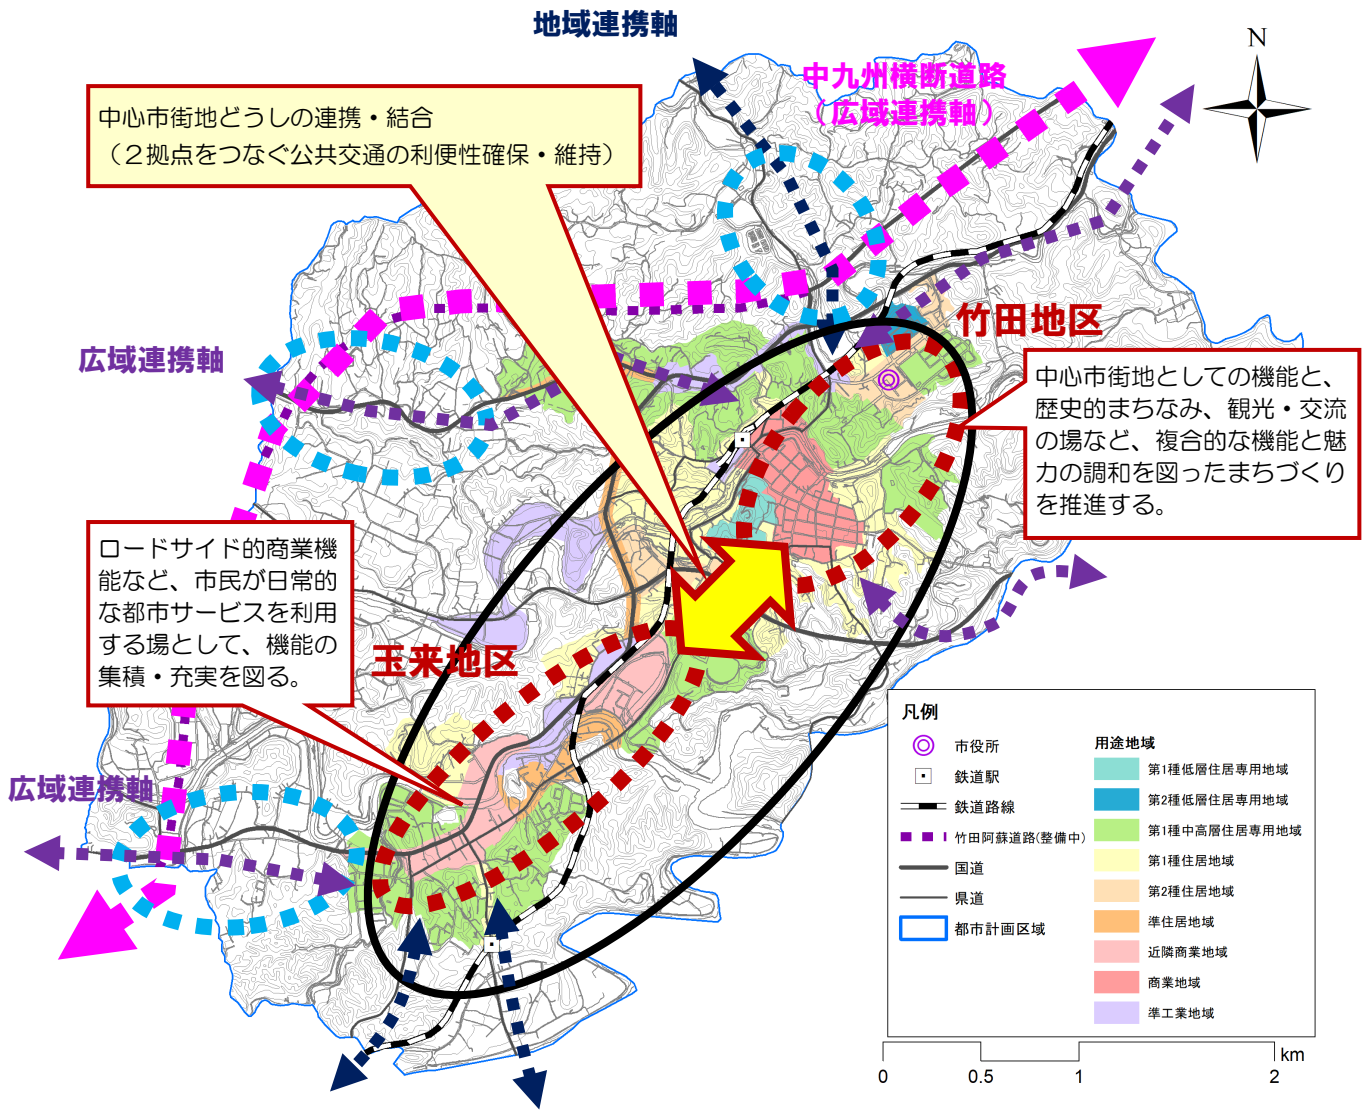 地域連携軸
N
中九州横断道路
（広域連携軸）
中心市街地どうしの連携・結合
（２拠点をつなぐ公共交通の利便性確保・維持）
広域連携軸
竹田地区
中心市街地としての機能と、
歴史的まちなみ、観光・交流
の場など、複合的な機能と魅
力の調和を図ったまちづくり
を推進する。
ロードサイド的商業機
能など、市民が日常的
な都市サービスを利用
する場として、機能の
集積・充実を図る。
玉来地区
広域連携軸
凡例
市役所
鉄道駅
鉄道路線
竹田阿蘇道路(整備中)
国道
県道
都市計画区域
用途地域
第1種低層住居専用地域
第2種低層住居専用地域
第1種中高層住居専用地域
第1種住居地域
第2種住居地域
準住居地域
近隣商業地域
商業地域
準工業地域
km
0 0.5 1 2